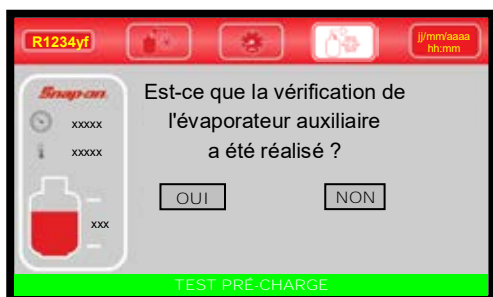 R1234yf
jj/mm/aaaa
hh:mm
Snap-on
xxxxx
xxxxx
xxx
Est-ce que la vérification de
l'évaporateur auxiliaire
a été réalisé ?
OUI
NON
TEST PRÉ-CHARGE